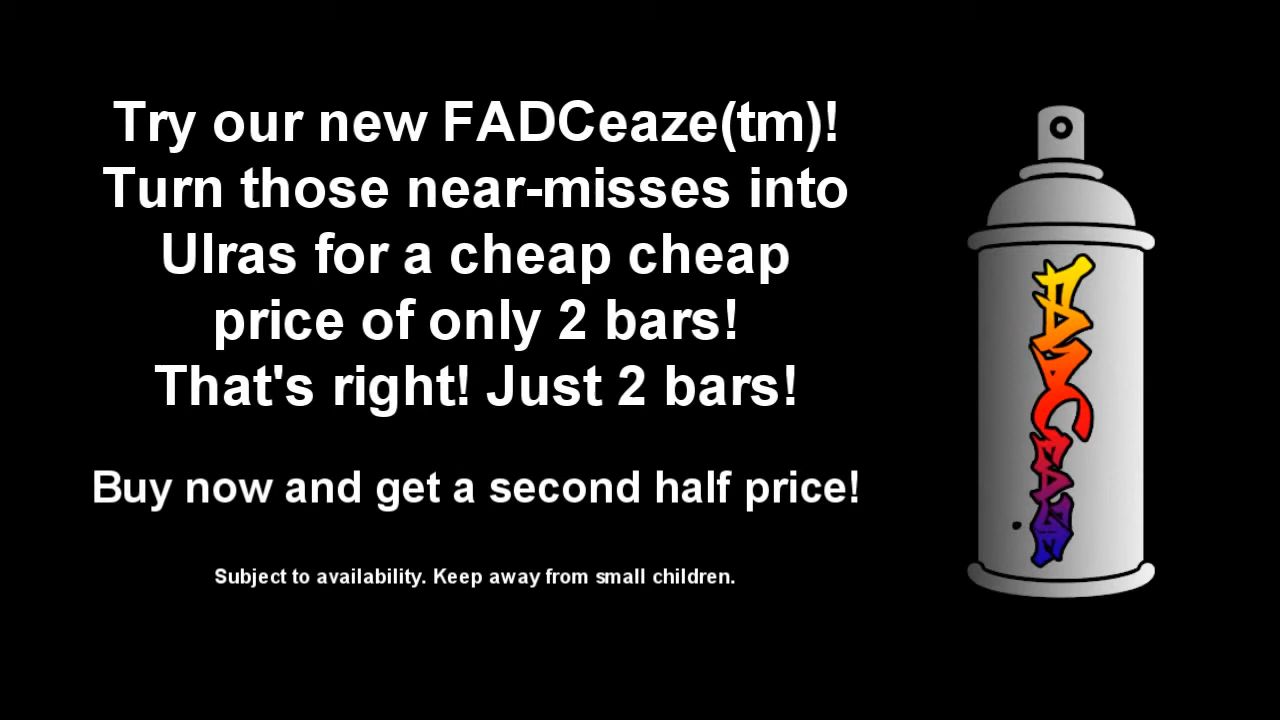 Try our new FADCeaze(tm)!
Turn those near-misses into
Ulras for a cheap cheap
price of only 2 bars!
That's right! Just 2 bars!
Buy now and get a second half price!
Subject to availability. Keep away from small children.
FADCeaze